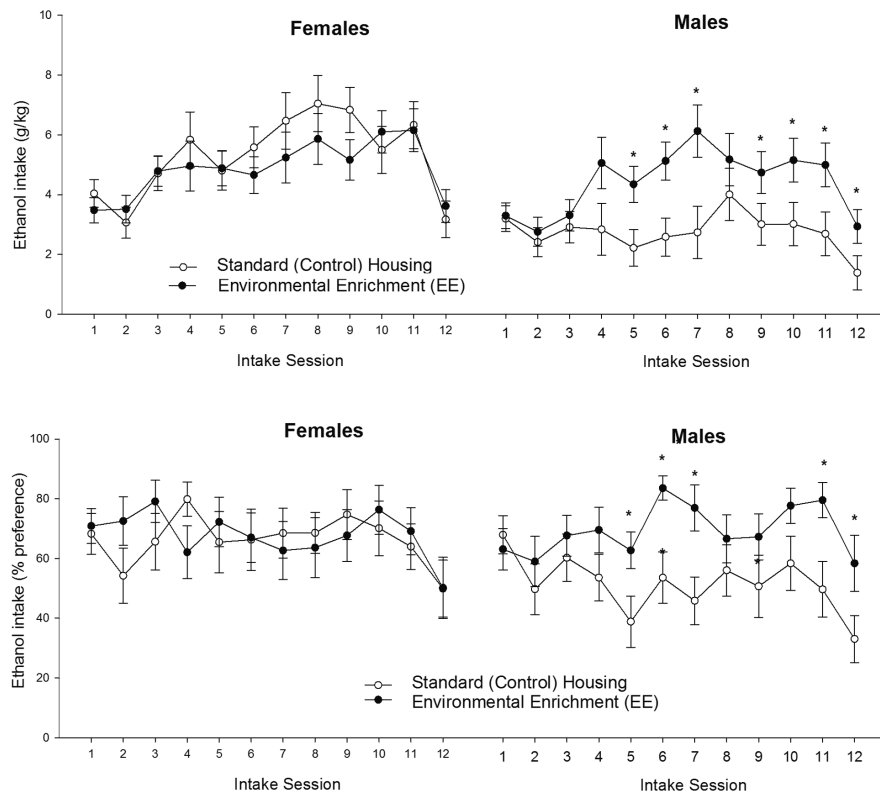 Females
Males
10
8
6
4
2
0
Ethanol intake (g/kg)
* * * * * * *
Standard (Control) Housing
Environmental Enrichment (EE)
1 2 3 4 5 6 7 8 9 10 11 12
1 2 3 4 5 6 7 8 9 10 11 12
Intake Session
Intake Session
Females
Males
100
80
60
40
20
0
Ethanol intake (% preference)
* * * * * * * *
Standard (Control) Housing
Environmental Enrichment (EE)
1 2 3 4 5 6 7 8 9 10 11 12
1 2 3 4 5 6 7 8 9 10 11 12
Intake Session
Intake Session